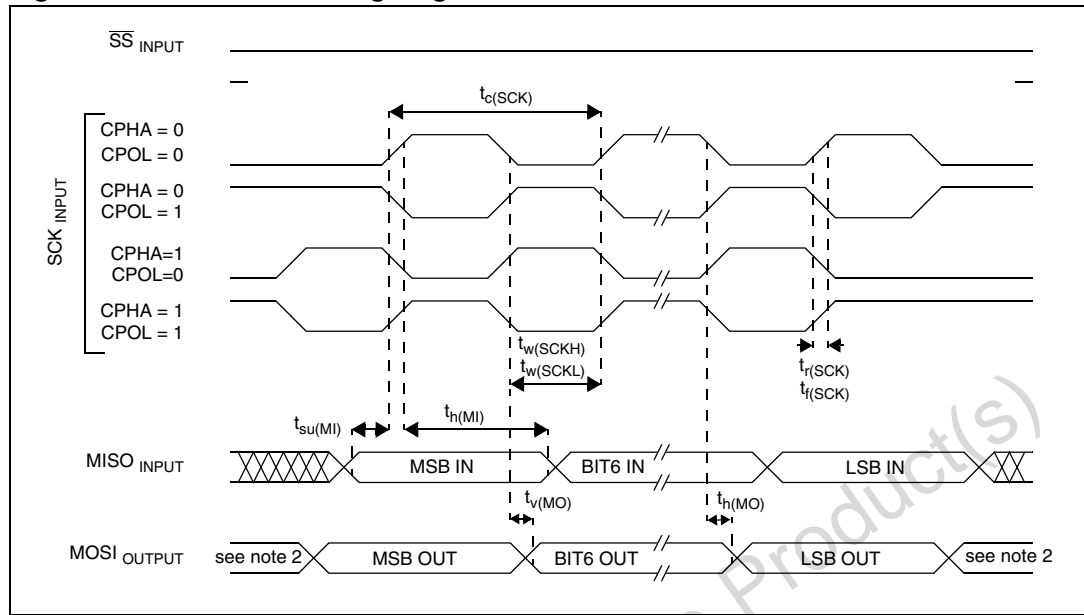 SS INPUT
tc(SCK)
SCK INPUT
CPHA = 0
CPOL = 0
CPHA = 0
CPOL = 1
CPHA=1
CPOL=0
CPHA = 1
CPOL = 1
tw(SCKH)
tw(SCKL)
tr(SCK)
tf(SCK)
tsu(MI)
th(MI)
MISO INPUT
MSB IN
BIT6 IN
LSB IN
tv(MO)
th(MO)
MOSI OUTPUT
see note 2
MSB OUT
BIT6 OUT
LSB OUT
see note 2
Product(s)